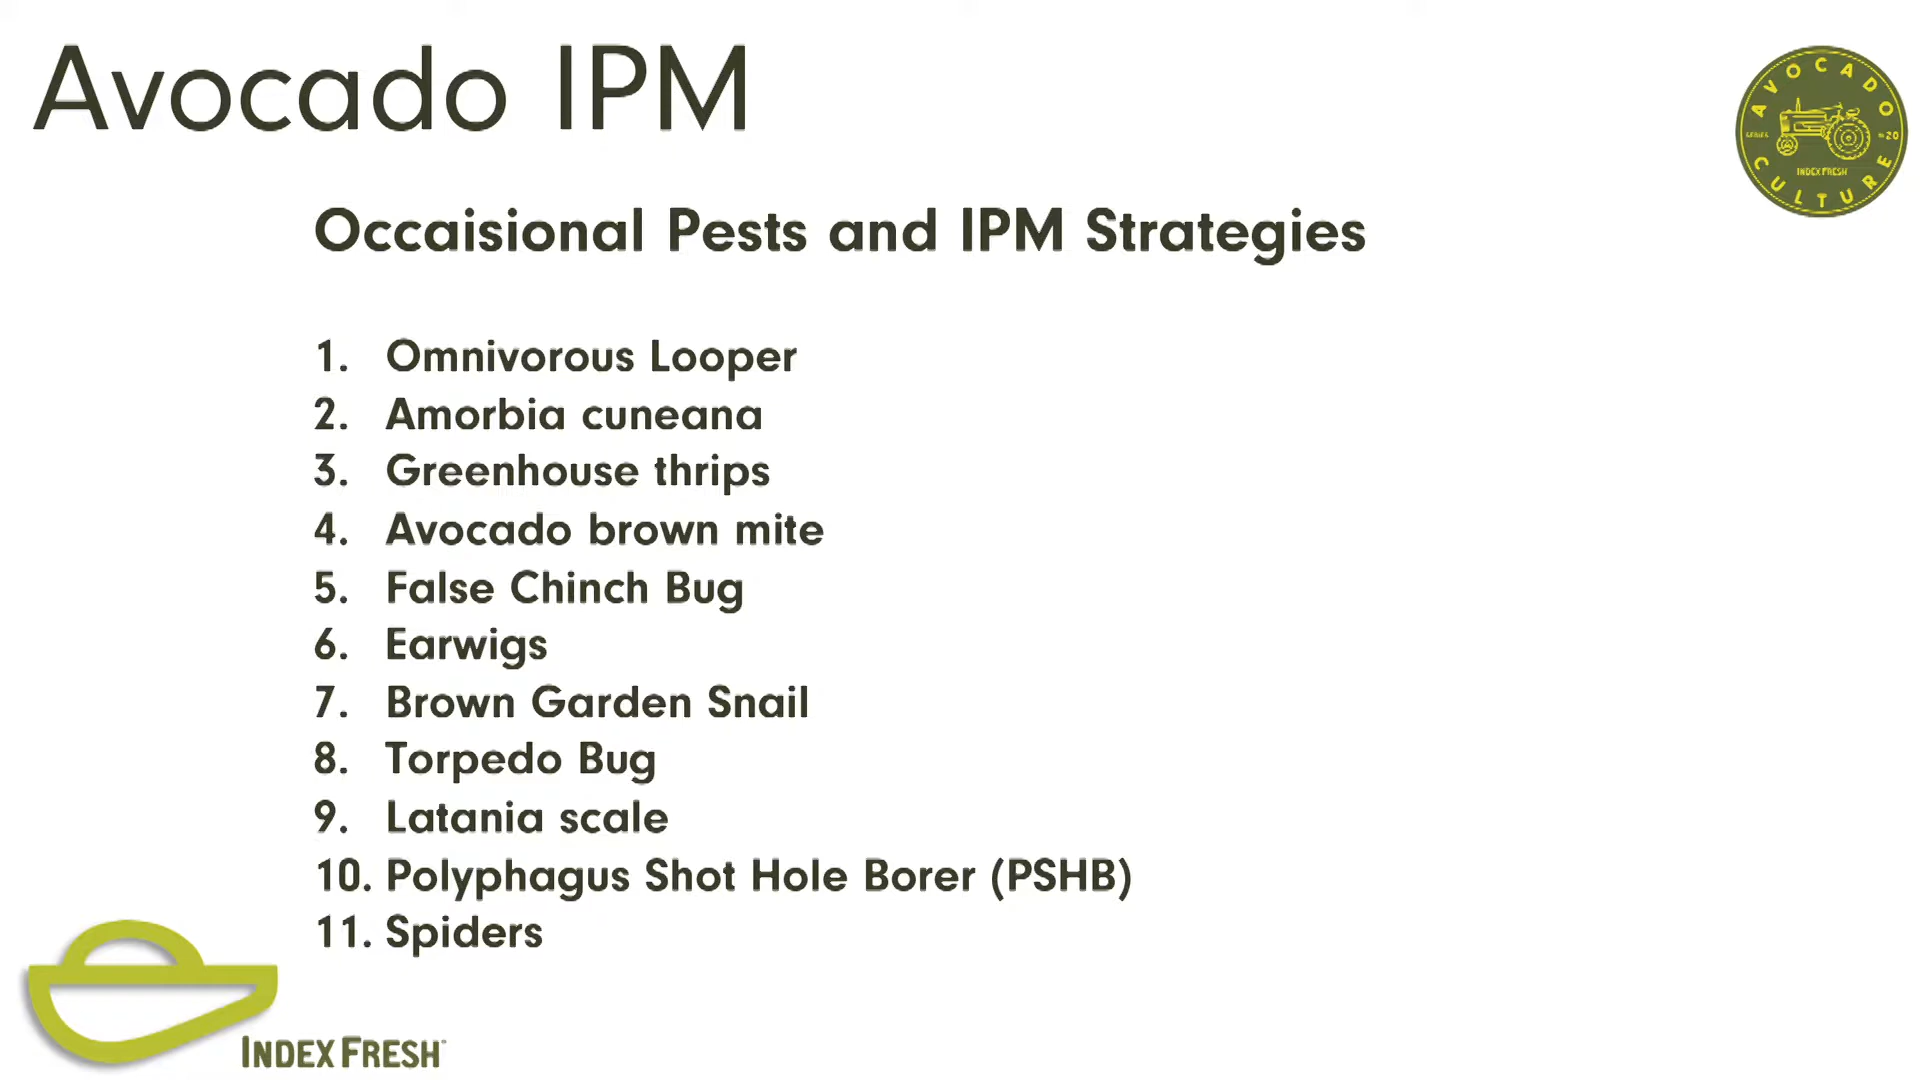 Avocado IPM
AVOCADO
SERIES
№20
INDEX FRESH
CULTURE
Occaisional Pests and IPM Strategies
1. Omnivorous Looper
2. Amorbia cuneana
3. Greenhouse thrips
4. Avocado brown mite
5. False Chinch Bug
6. Earwigs
7. Brown Garden Snail
8. Torpedo Bug
9. Latania scale
10. Polyphagus Shot Hole Borer (PSHB)
11. Spiders
INDEX FRESH